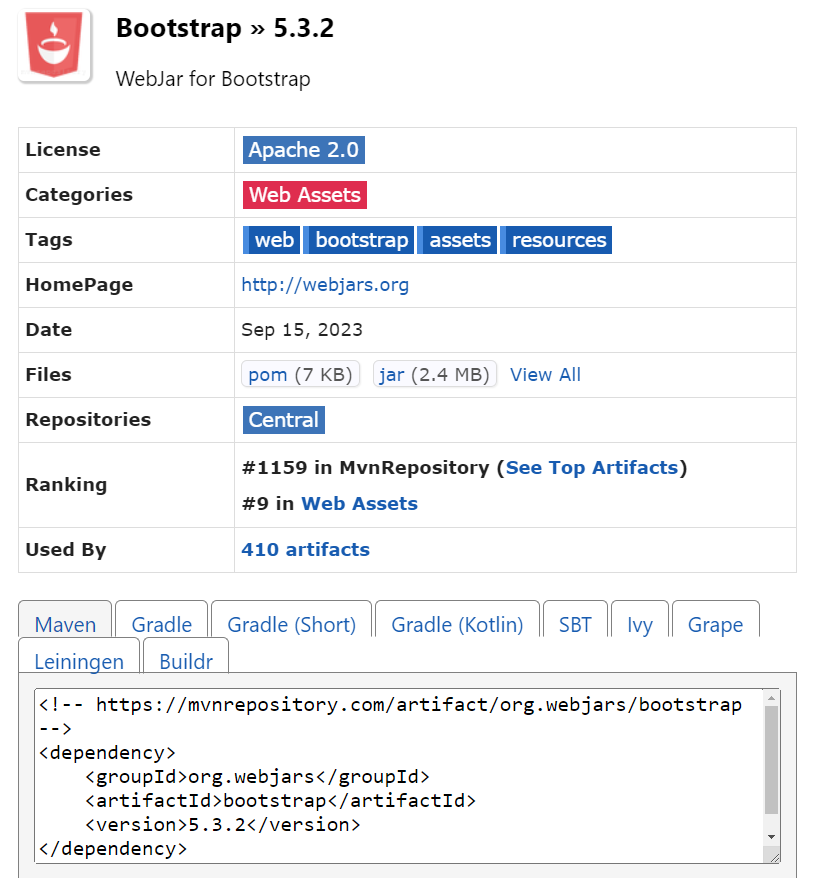 Bootstrap » 5.3.2
WebJar for Bootstrap
License Apache 2.0
Categories Web Assets
Tags web bootstrap assets resources
HomePage http://webjars.org
Date Sep 15, 2023
Files pom (7 KB) jar (2.4 MB) View All
Repositories Central
Ranking #1159 in MvnRepository (See Top Artifacts)
#9 in Web Assets
Used By 410 artifacts
Maven Gradle Gradle (Short) Gradle (Kotlin) SBT Ivy Grape
Leiningen Buildr
<!-- https://mvnrepository.com/artifact/org.webjars/bootstrap
-->
<dependency>
    <groupId>org.webjars</groupId>
    <artifactId>bootstrap</artifactId>
    <version>5.3.2</version>
</dependency>